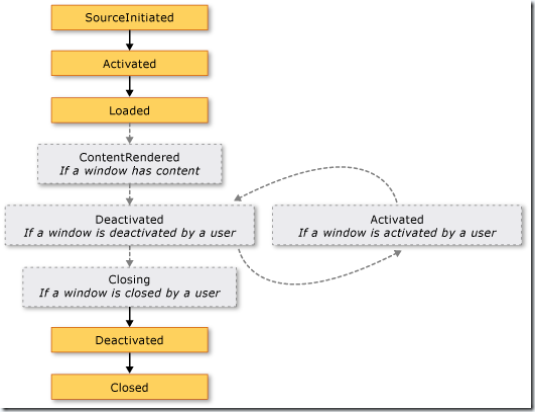 SourceInitiated
Activated
Loaded
ContentRendered
If a window has content
Deactivated
If a window is deactivated by a user
Activated
If a window is activated by a user
Closing
If a window is closed by a user
Deactivated
Closed